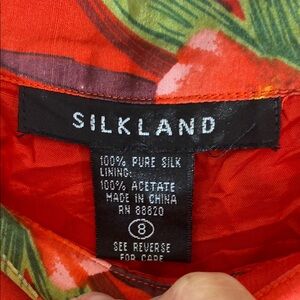 SILKLAND
100% PURE SILK
LINING:
100% ACETATE
MADE IN CHINA
RN 88820
8
SEE REVERSE
FOR CARE